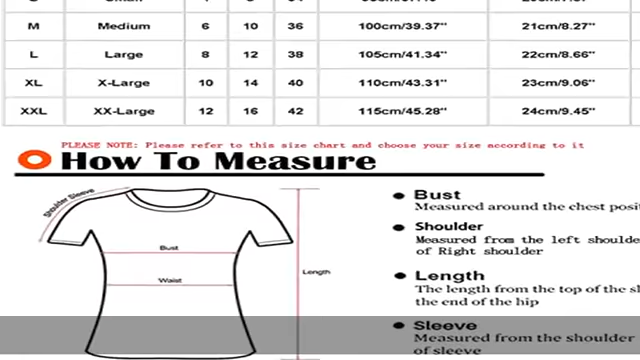 M Medium 6 10 36 100cm/39.37" 21cm/8.27"
L Large 8 12 38 105cm/41.34" 22cm/8.66"
XL X-Large 10 14 40 110cm/43.31" 23cm/9.06"
XXL XX-Large 12 16 42 115cm/45.28" 24cm/9.45"
PLEASE NOTE: Please refer to this size chart and choose your size according to it
How To Measure
Shoulder Sleeve
Bust
Waist
Length
Bust
Measured around the chest
Shoulder
Measured from the left
of Right shoulder
Length
The length from the top of the
the end of the hip
Sleeve
Measured from the shoulder
of sleeve